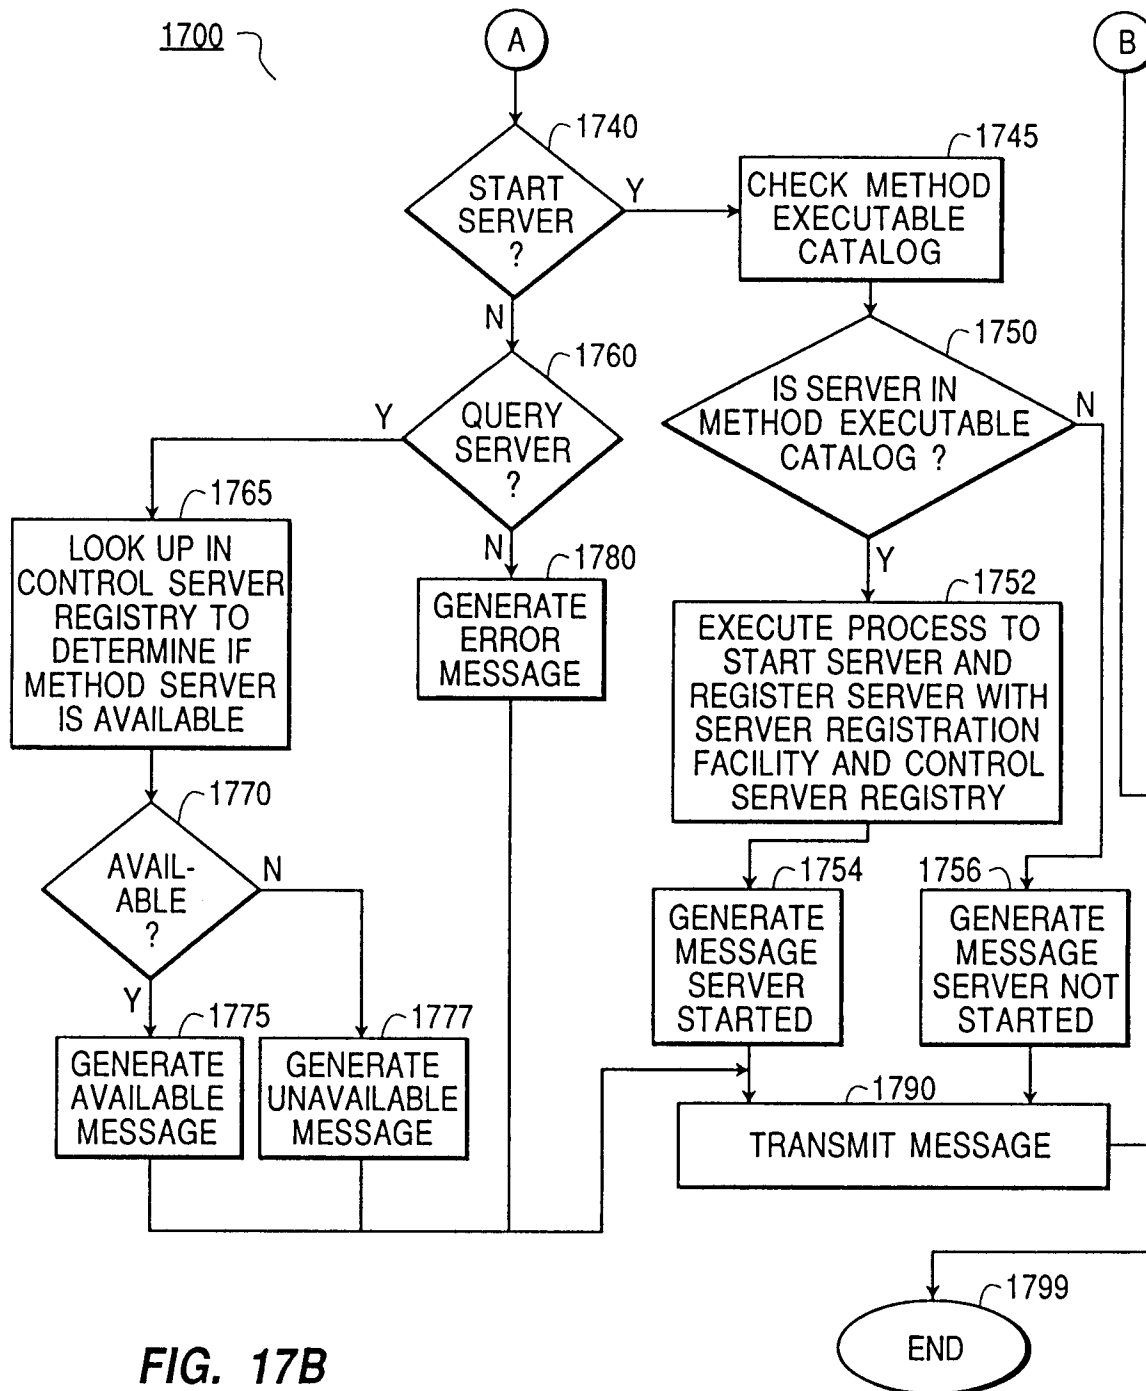 1700
A
B
1740
START
SERVER
?
Y
N
1745
CHECK METHOD
EXECUTABLE
CATALOG
1750
IS SERVER IN
METHOD EXECUTABLE
CATALOG ?
N
Y
1760
QUERY
SERVER
?
Y
N
1765
LOOK UP IN
CONTROL SERVER
REGISTRY TO
DETERMINE IF
METHOD SERVER
IS AVAILABLE
1780
GENERATE
ERROR
MESSAGE
1752
EXECUTE PROCESS TO
START SERVER AND
REGISTER SERVER WITH
SERVER REGISTRATION
FACILITY AND CONTROL
SERVER REGISTRY
1770
AVAIL-
ABLE
?
N
Y
1754
GENERATE
MESSAGE
SERVER
STARTED
1756
GENERATE
MESSAGE
SERVER NOT
STARTED
1775
GENERATE
AVAILABLE
MESSAGE
1777
GENERATE
UNAVAILABLE
MESSAGE
1790
TRANSMIT MESSAGE
1799
END
FIG. 17B